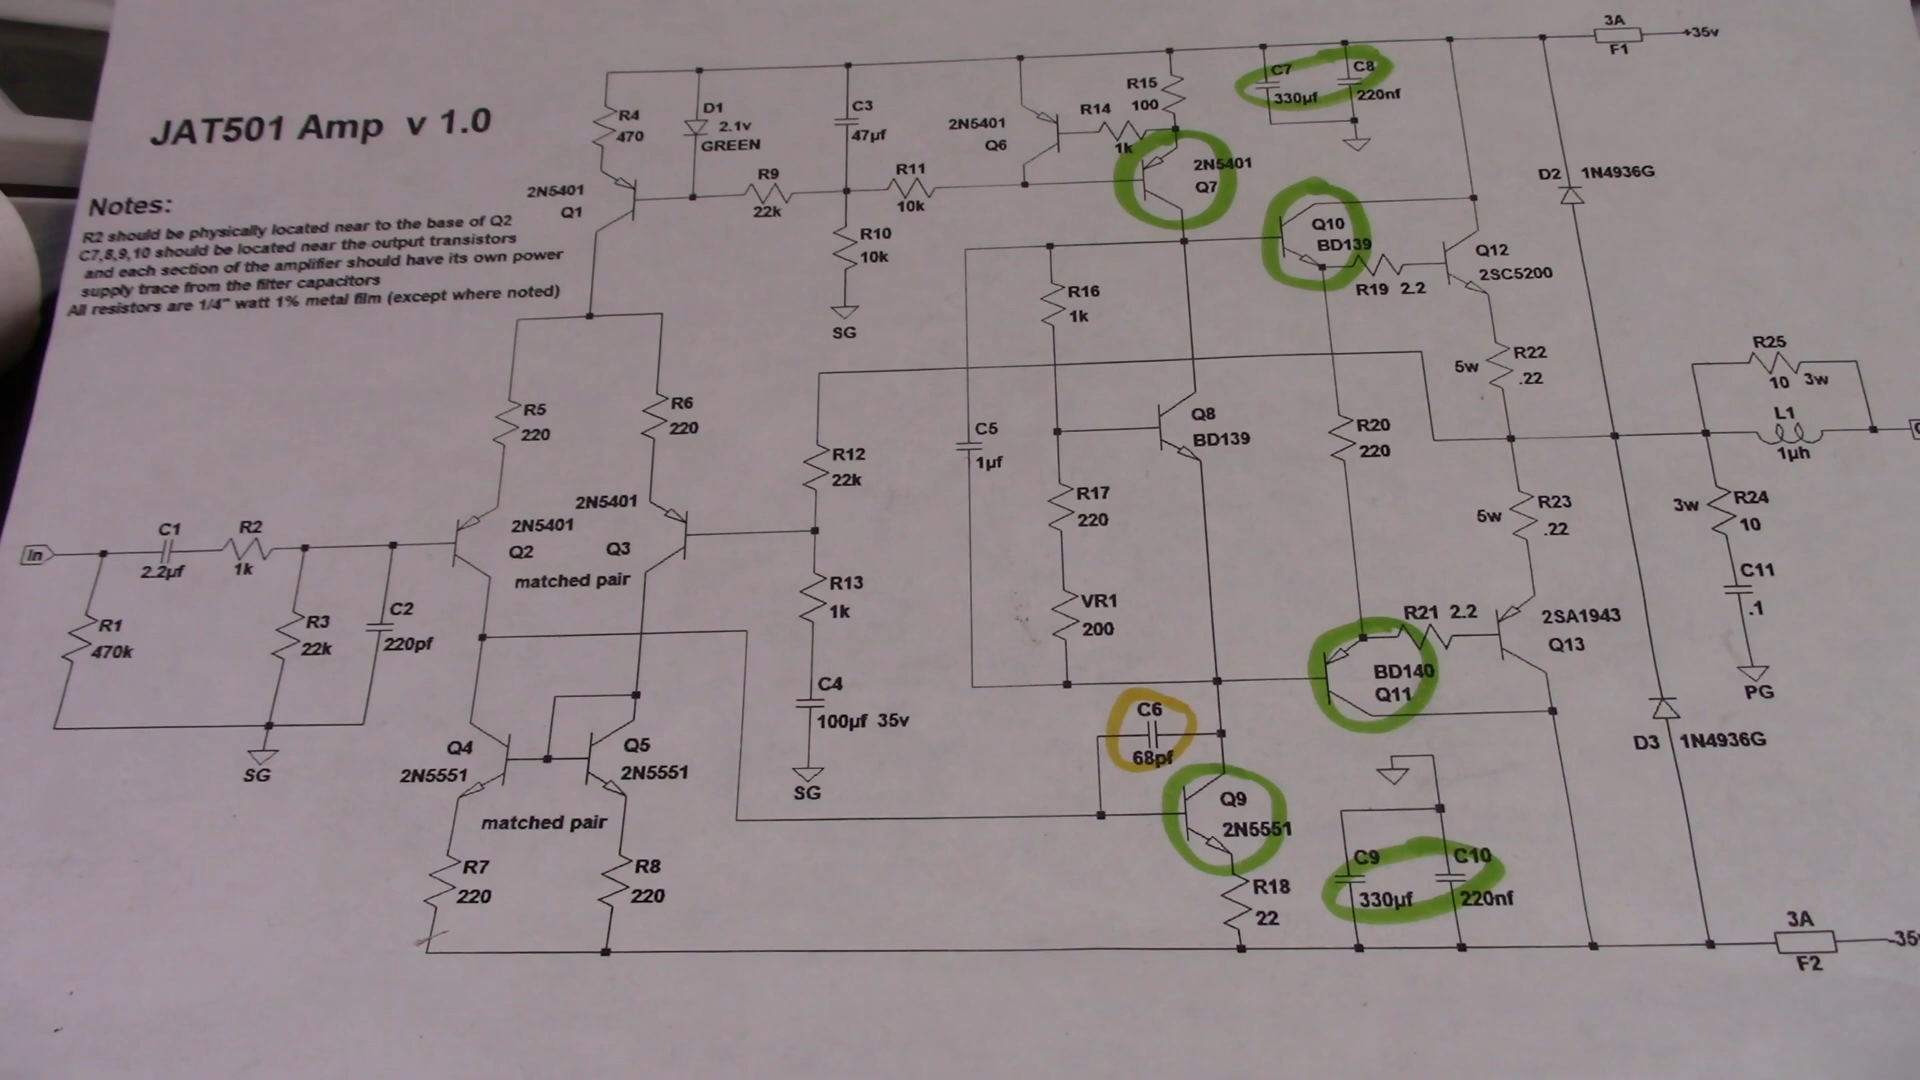 JAT501 Amp v 1.0
Notes:
R2 should be physically located near to the base of Q2
C7,8,9,10 should be located near the output transistors
and each section of the amplifier should have its own power
supply trace from the filter capacitors
All resistors are 1/4" watt 1% metal film (except where noted)
3A
F1
+35v
R4
470
D1
2.1v
GREEN
C3
47µf
2N5401
Q6
R14
1k
R15
100
C7
330µf
C8
220nf
2N5401
Q1
R9
22k
R11
10k
2N5401
Q7
R10
10k
SG
Q10
BD139
R19 2.2
Q12
2SC5200
D2 1N4936G
R16
1k
5w
R22
.22
R25
10 3w
L1
1µh
R5
220
R6
220
R12
22k
C5
1µf
Q8
BD139
R20
220
In
C1
2.2µf
R2
1k
2N5401
Q2
2N5401
Q3
matched pair
R17
220
5w
R23
.22
3w
R24
10
R1
470k
R3
22k
C2
220pf
R13
1k
VR1
200
R21 2.2
2SA1943
Q13
C11
.1
PG
SG
C4
100µf 35v
SG
BD140
Q11
C6
68pf
D3 1N4936G
Q4
2N5551
Q5
2N5551
matched pair
Q9
2N5551
R7
220
R8
220
R18
22
C9
330µf
C10
220nf
3A
F2
-35